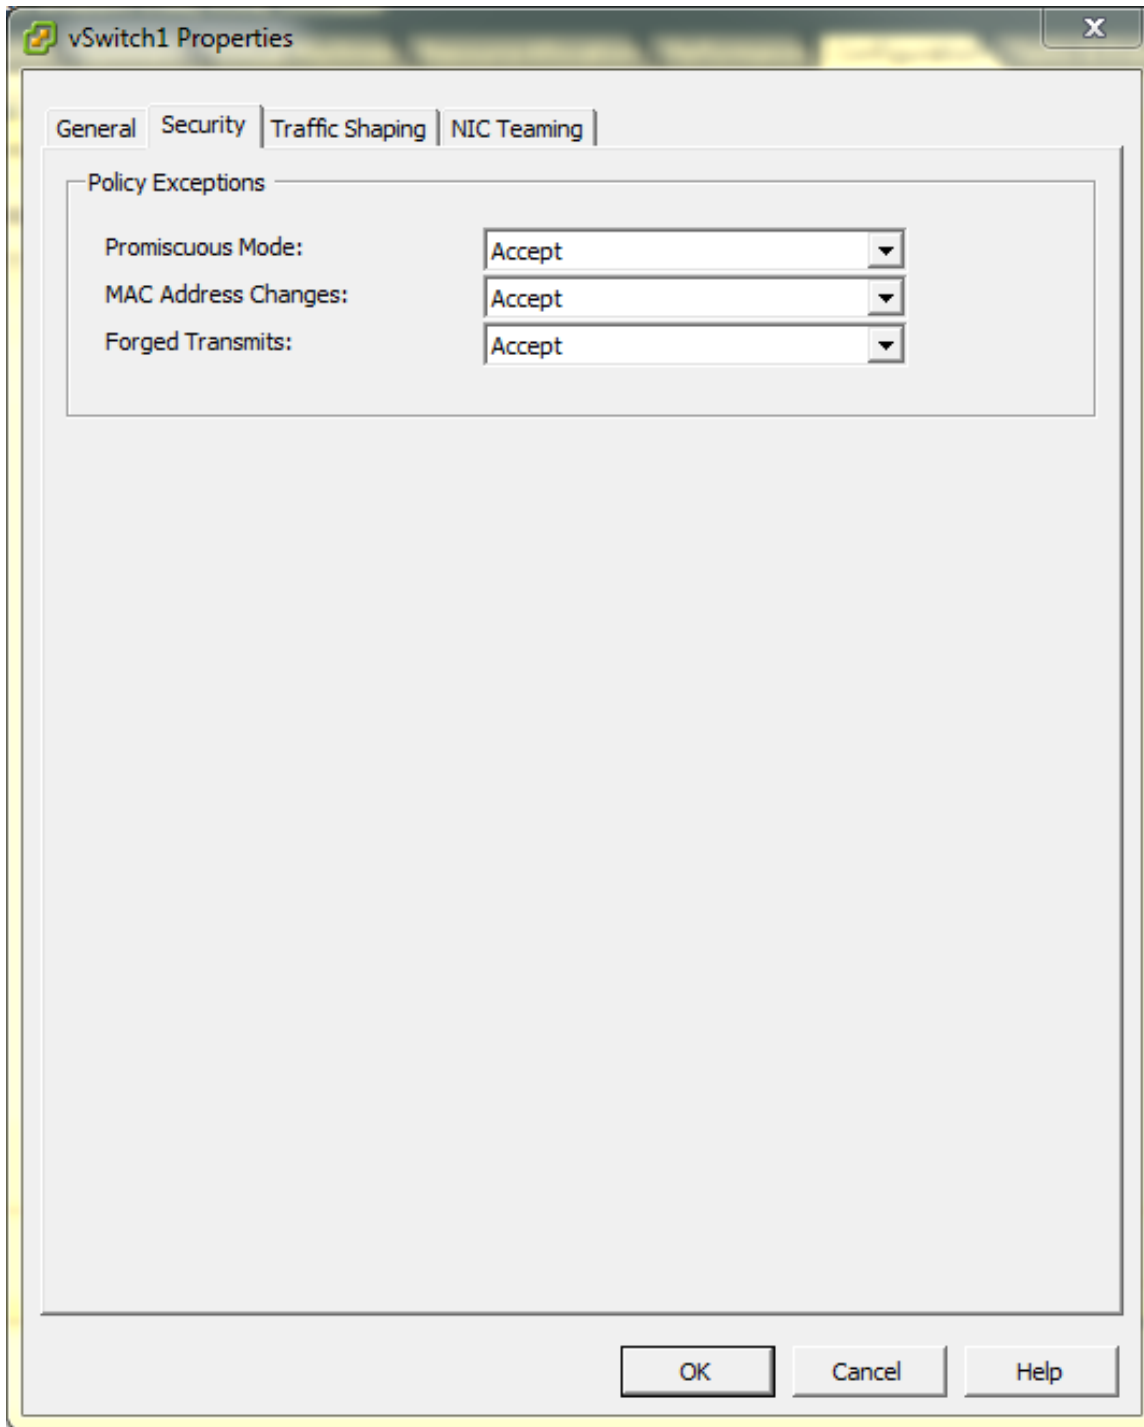 vSwitch1 Properties
General Security Traffic Shaping NIC Teaming
Policy Exceptions
Promiscuous Mode: Accept
MAC Address Changes: Accept
Forged Transmits: Accept
OK Cancel Help